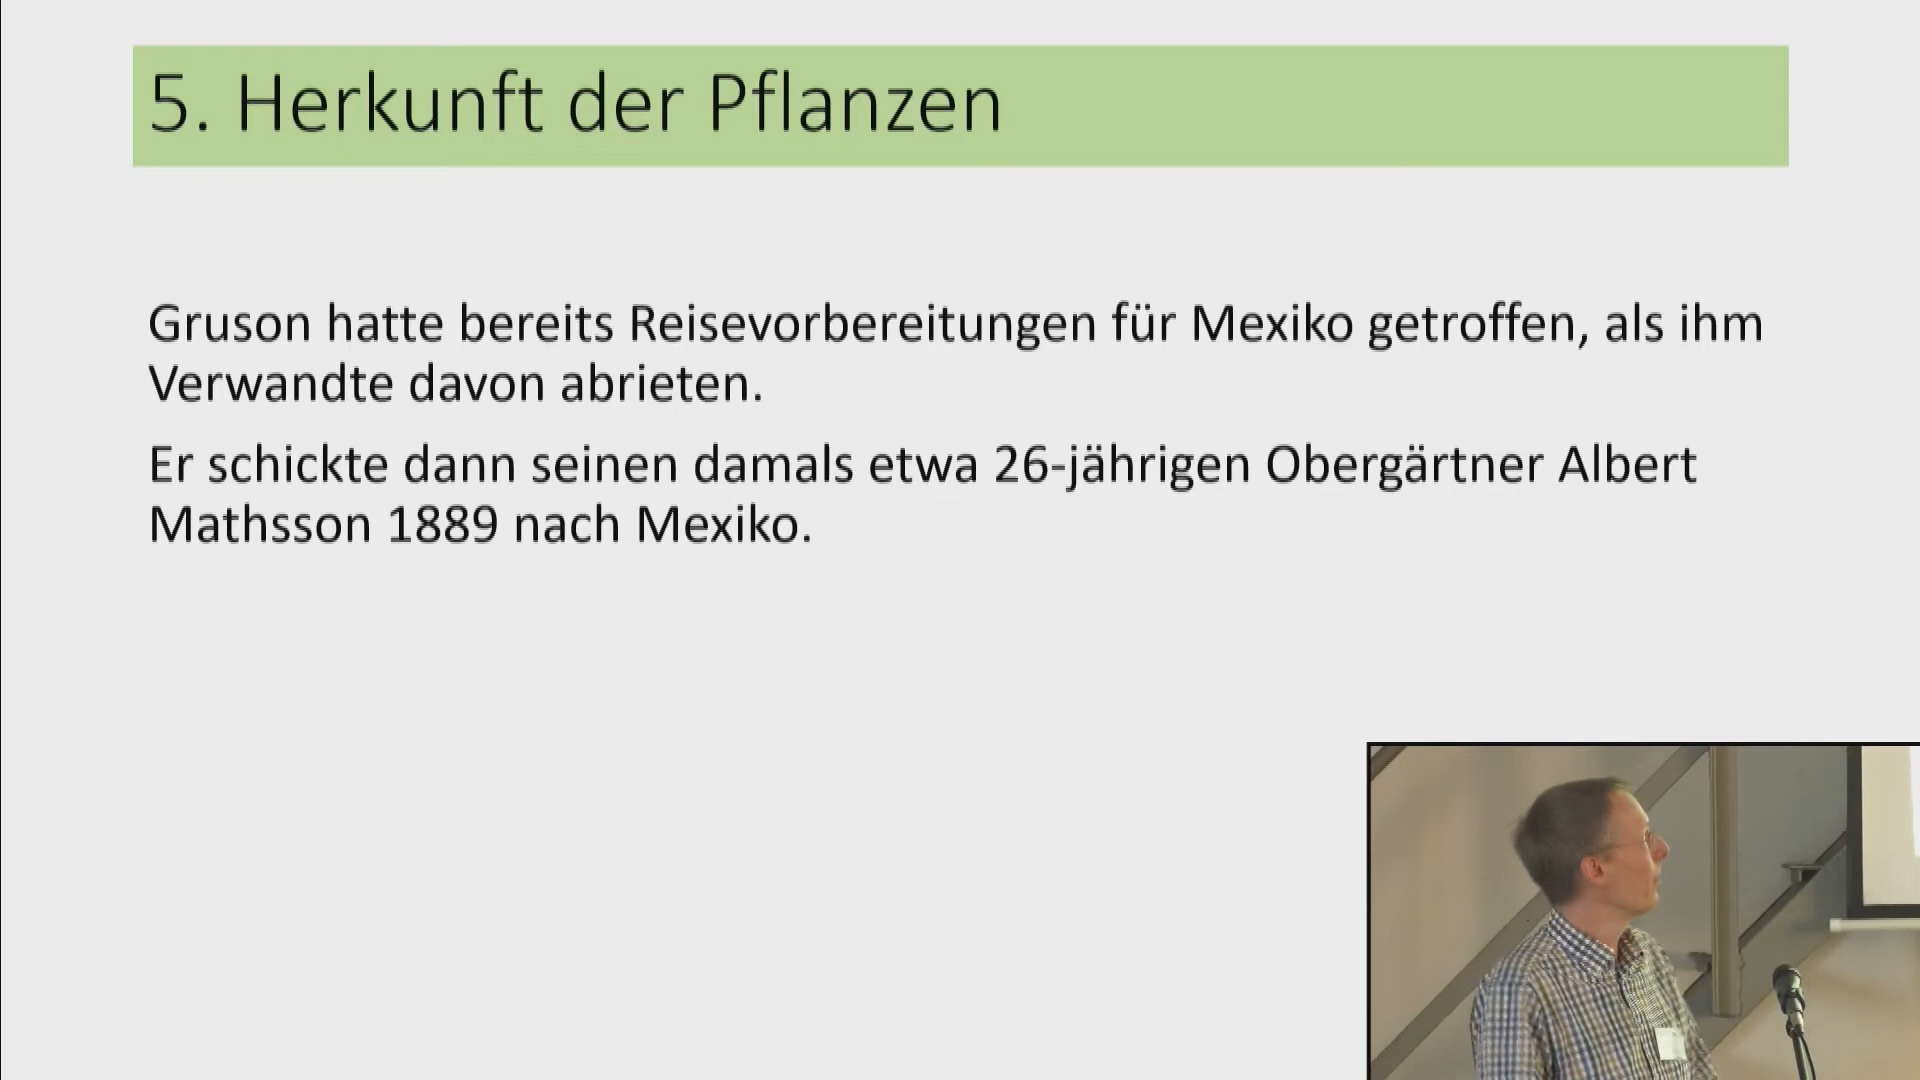 5. Herkunft der Pflanzen
Gruson hatte bereits Reisevorbereitungen für Mexiko getroffen, als ihm
Verwandte davon abrieten.
Er schickte dann seinen damals etwa 26-jährigen Obergärtner Albert
Mathsson 1889 nach Mexiko.